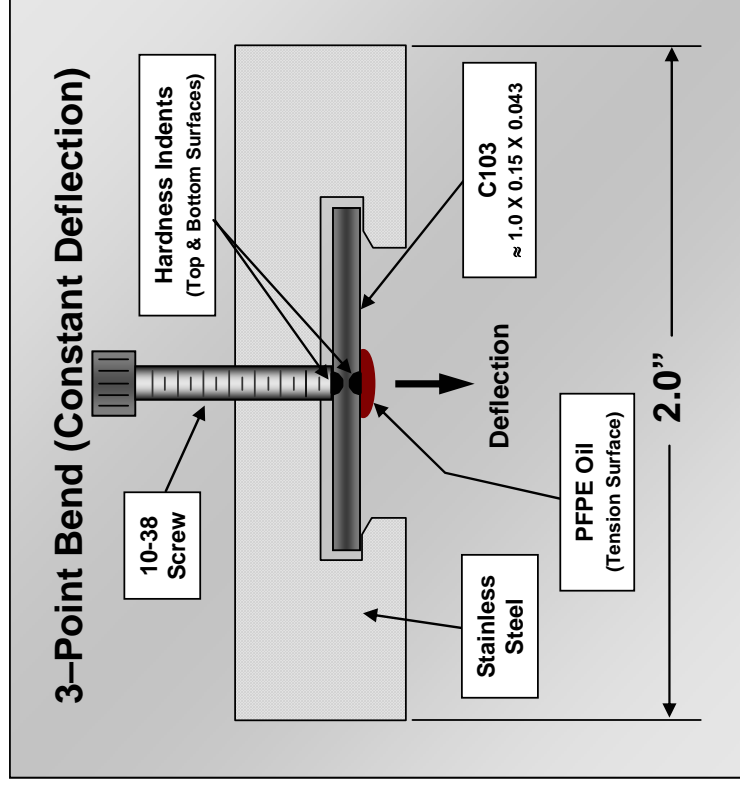 3–Point Bend (Constant Deflection)
Hardness Indents
(Top & Bottom Surfaces)
10-38
Screw
C103
≈ 1.0 X 0.15 X 0.043
Deflection
PFPE Oil
(Tension Surface)
Stainless
Steel
2.0”